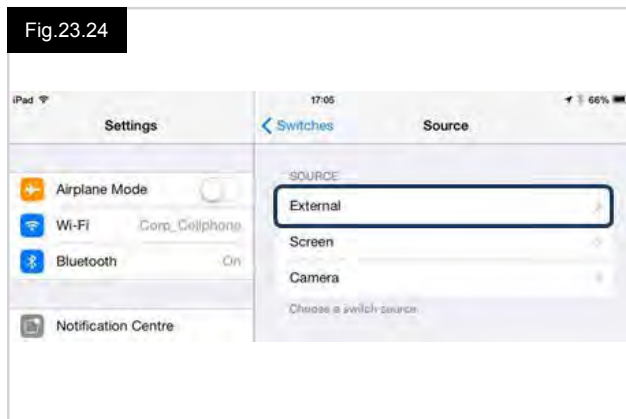 Fig.23.24
iPad 17:05 66%
Settings
Switches Source
Airplane Mode
Wi-Fi Corp_Cellphone
Bluetooth On
Notification Centre
SOURCE
External
Screen
Camera
Choose a switch source